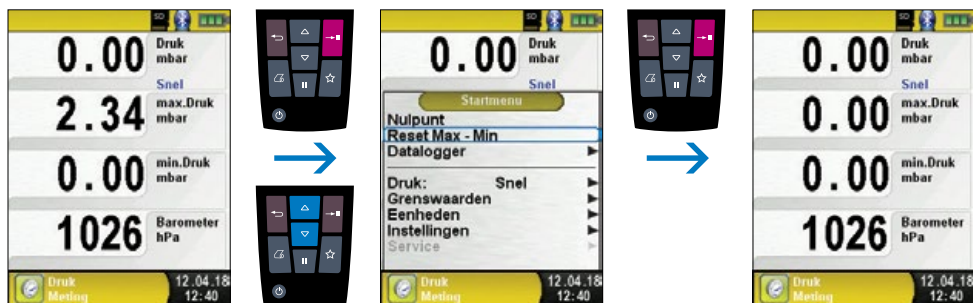 SD
0.00 Druk mbar
Snel
2.34 max.Druk mbar
0.00 min.Druk mbar
1026 Barometer hPa
Druk 12.04.18
Meting 12:40
SD
0.00 Druk mbar
Snel
Startmenu
Nulpunt
Reset Max - Min
Datalogger
Druk: Snel
Grenswaarden
Eenheden
Instellingen
Service
Druk 12.04.18
Meting 12:40
SD
0.00 Druk mbar
Snel
0.00 max.Druk mbar
0.00 min.Druk mbar
1026 Barometer hPa
Druk 12.04.18
Meting 12:40